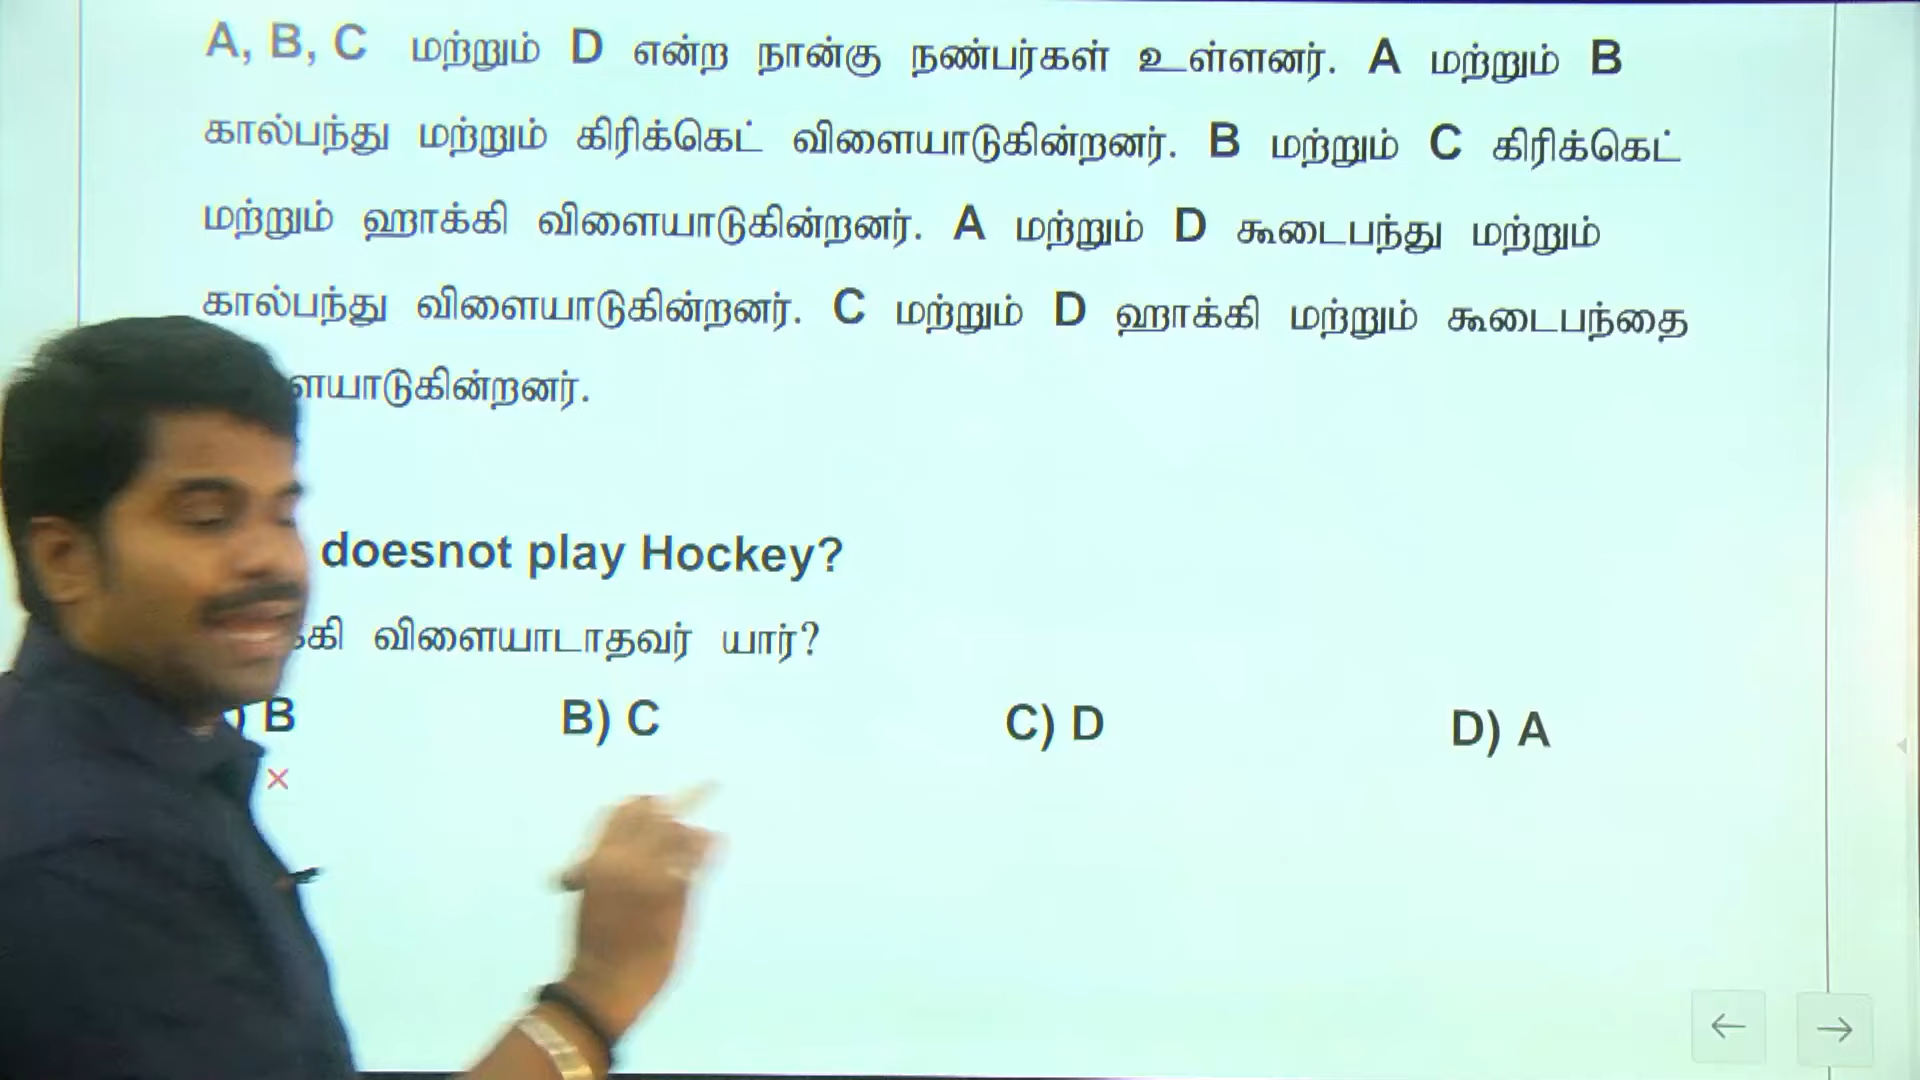 A, B, C மற்றும் D என்ற நான்கு நண்பர்கள் உள்ளனர். A மற்றும் B
கால்பந்து மற்றும் கிரிக்கெட் விளையாடுகின்றனர். B மற்றும் C கிரிக்கெட்
மற்றும் ஹாக்கி விளையாடுகின்றனர். A மற்றும் D கூடைபந்து மற்றும்
கால்பந்து விளையாடுகின்றனர். C மற்றும் D ஹாக்கி மற்றும் கூடைபந்தை
ளையாடுகின்றனர்.
doesnot play Hockey?
கி விளையாடாதவர் யார்?
) B B) C C) D D) A